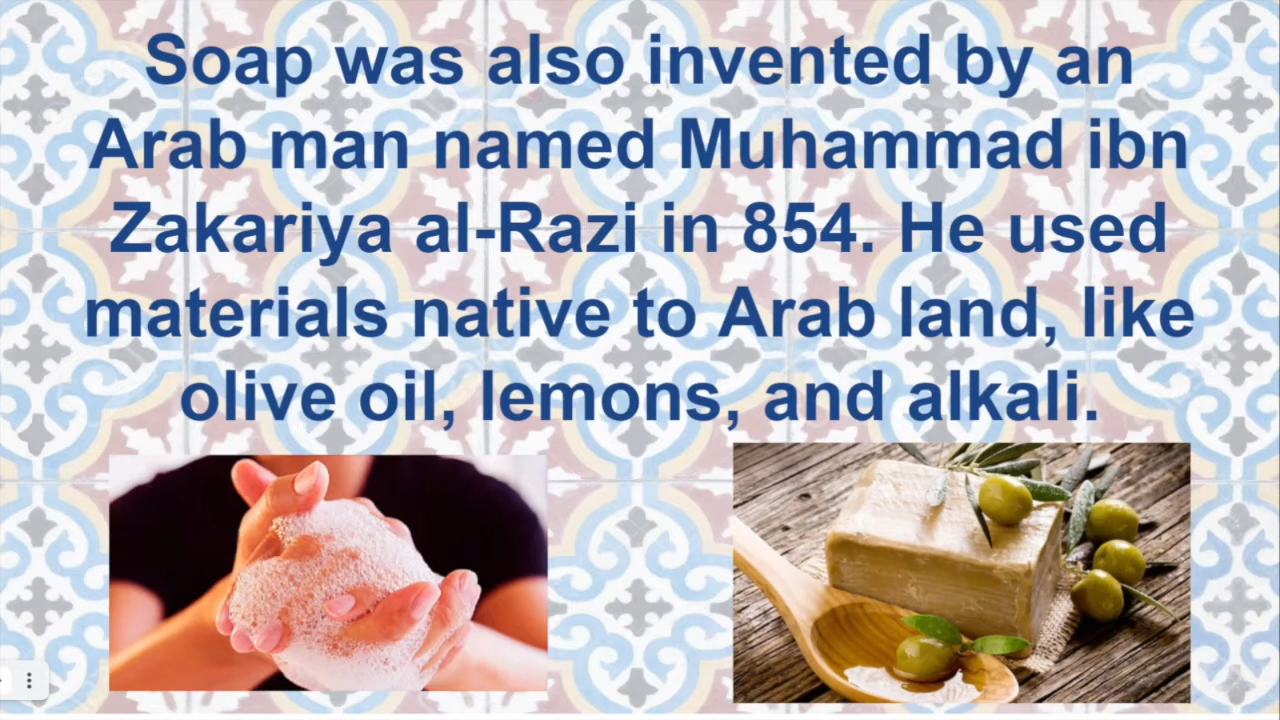 Soap was also invented by an
Arab man named Muhammad ibn
Zakariya al-Razi in 854. He used
materials native to Arab land, like
olive oil, lemons, and alkali.